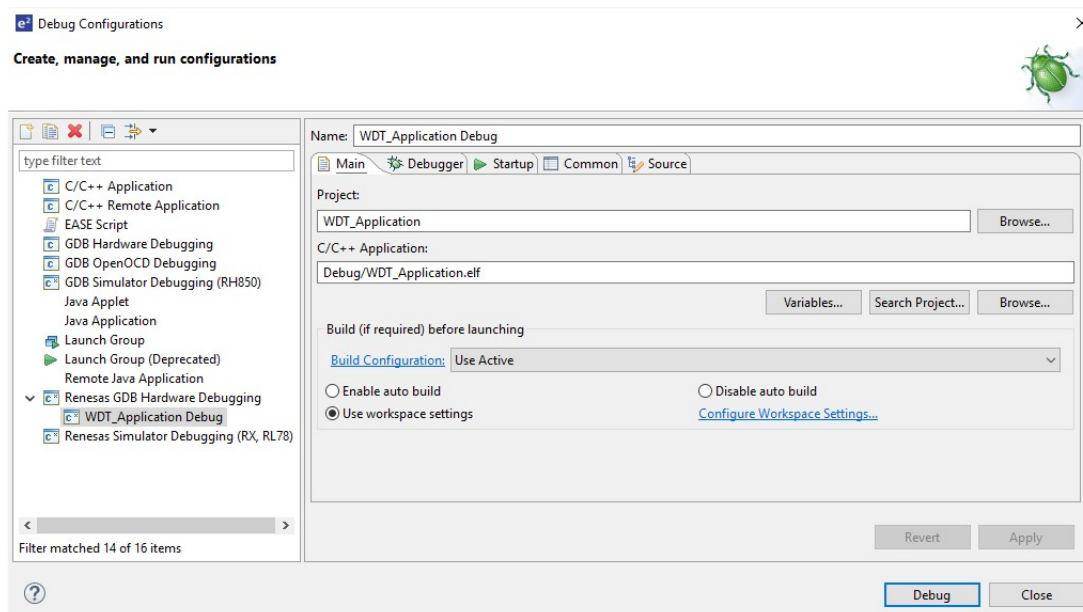 e² Debug Configurations
Create, manage, and run configurations
type filter text
C/C++ Application
C/C++ Remote Application
EASE Script
GDB Hardware Debugging
GDB OpenOCD Debugging
GDB Simulator Debugging (RH850)
Java Applet
Java Application
Launch Group
Launch Group (Deprecated)
Remote Java Application
Renesas GDB Hardware Debugging
WDT_Application Debug
Renesas Simulator Debugging (RX, RL78)
Filter matched 14 of 16 items
Name: WDT_Application Debug
Main Debugger Startup Common Source
Project:
WDT_Application Browse...
C/C++ Application:
Debug/WDT_Application.elf
Variables... Search Project... Browse...
Build (if required) before launching
Build Configuration: Use Active
Enable auto build Disable auto build
Use workspace settings Configure Workspace Settings...
Revert Apply
? Debug Close